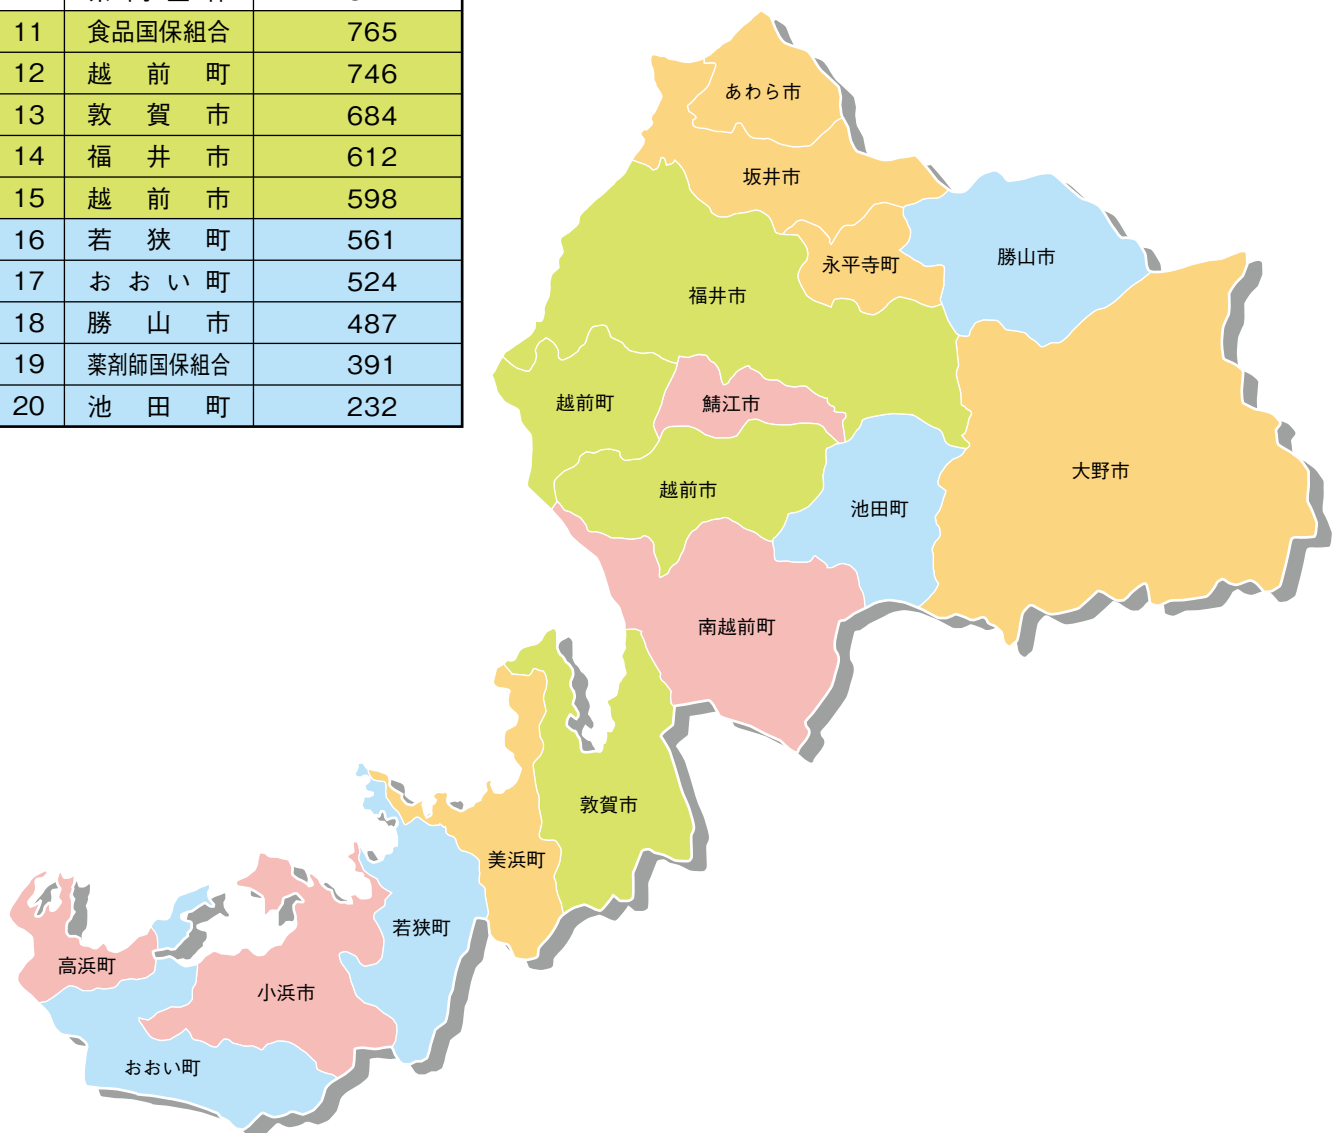 11 食品国保組合 765
12 越前町 746
13 敦賀市 684
14 福井市 612
15 越前市 598
16 若狭町 561
17 おおい町 524
18 勝山市 487
19 薬剤師国保組合 391
20 池田町 232
あわら市
坂井市
永平寺町
勝山市
福井市
越前町
鯖江市
大野市
越前市
池田町
南越前町
敦賀市
美浜町
若狭町
高浜町
小浜市
おおい町